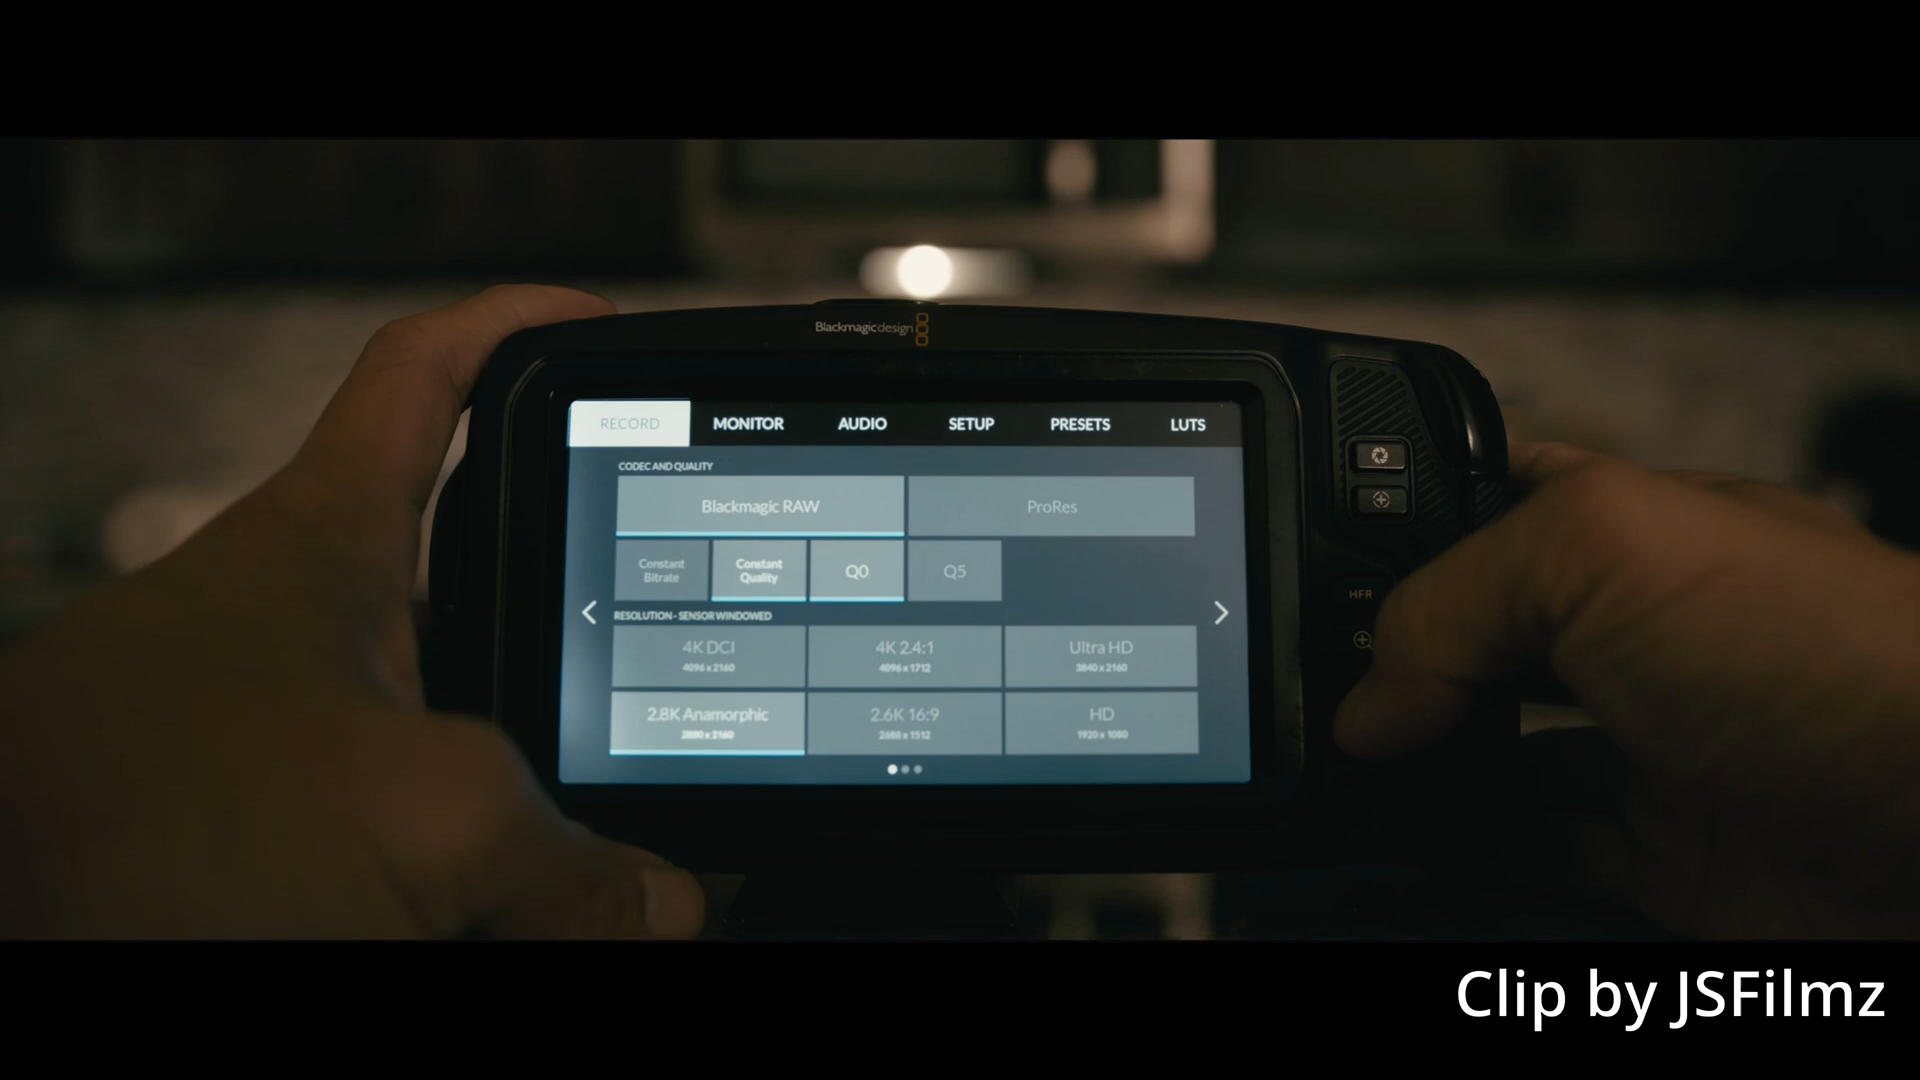 Blackmagicdesign
RECORD MONITOR AUDIO SETUP PRESETS LUTS
CODEC AND QUALITY
Blackmagic RAW ProRes
Constant Bitrate Constant Quality Q0 Q5
RESOLUTION - SENSOR WINDOWED
4K DCI 4K 2.4:1 Ultra HD
4096 x 2160 4096 x 1712 3840 x 2160
2.8K Anamorphic 2.6K 16:9 HD
2880 x 2160 2688 x 1512 1920 x 1080
HFR
Clip by JSFilmz